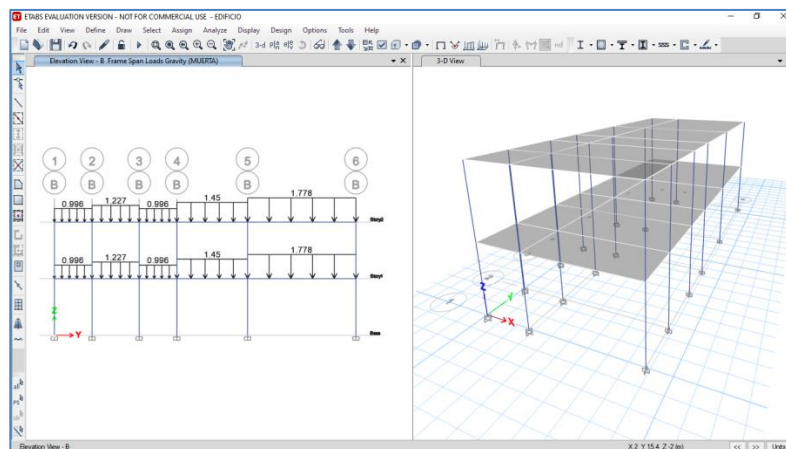 ETABS EVALUATION VERSION - NOT FOR COMMERCIAL USE - EDIFICIO
File Edit View Define Draw Select Assign Analyze Display Design Options Tools Help
3-d
nd
Elevation View - B Frame Span Loads Gravity (MUERTA)
3-D View
1 2 3 4 5 6
B B B B B B
0.996 1.227 0.996 1.45 1.778
Story2
0.996 1.227 0.996 1.45 1.778
Story1
Z
Y
Base
Z
Y
X
Elevation View - B
X 2 Y 15.4 Z -2 (m)
<< >>
Units